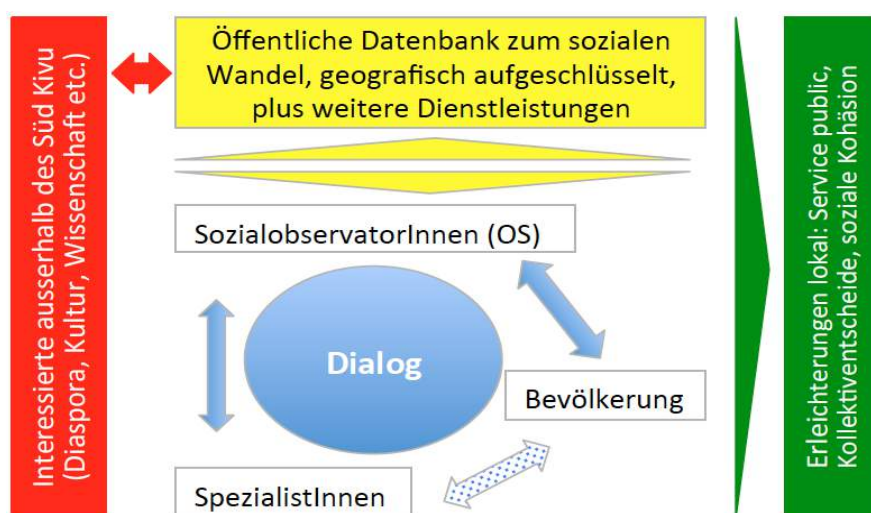 Interessierte ausserhalb des Süd Kivu
(Diaspora, Kultur, Wissenschaft etc.)
Öffentliche Datenbank zum sozialen
Wandel, geografisch aufgeschlüsselt,
plus weitere Dienstleistungen
SozialobservatorInnen (OS)
Dialog
Bevölkerung
SpezialistInnen
Erleichterungen lokal: Service public,
Kollektiventscheide, soziale Kohäsion